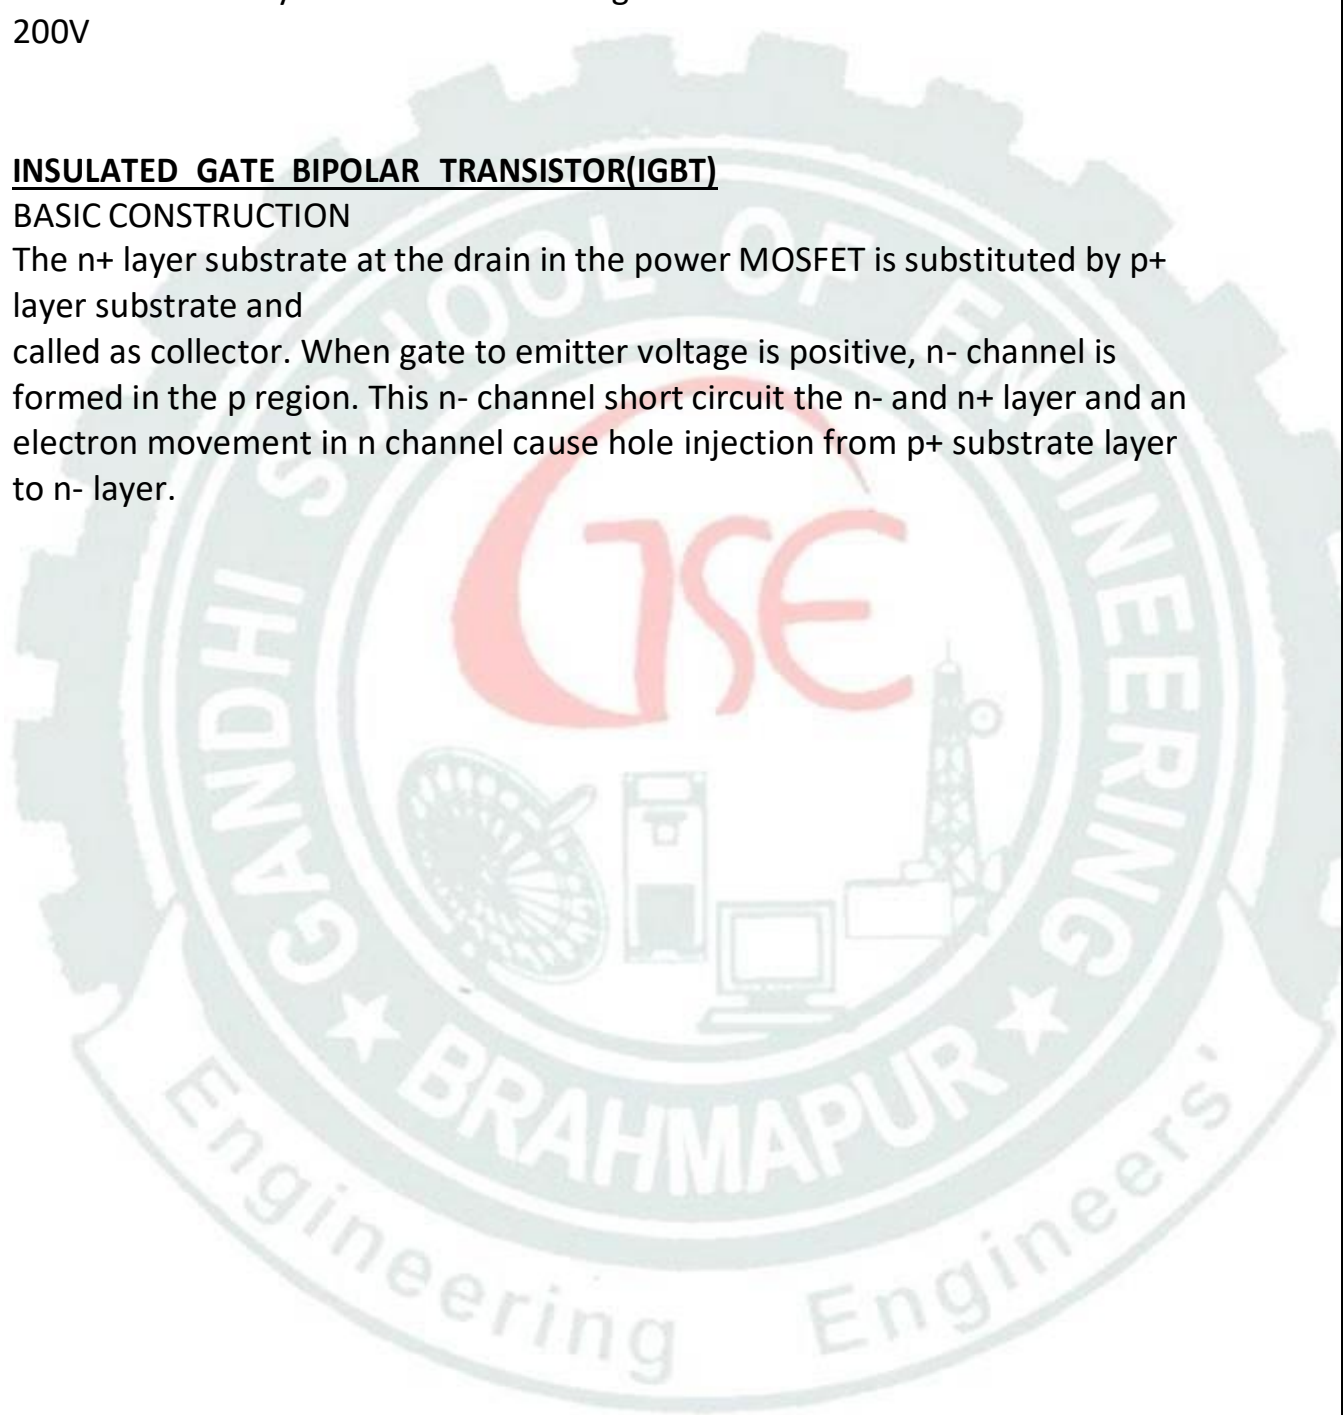 200V
INSULATED GATE BIPOLAR TRANSISTOR(IGBT)
BASIC CONSTRUCTION
The n+ layer substrate at the drain in the power MOSFET is substituted by p+
layer substrate and
called as collector. When gate to emitter voltage is positive, n- channel is
formed in the p region. This n- channel short circuit the n- and n+ layer and an
electron movement in n channel cause hole injection from p+ substrate layer
to n- layer.
GANDHI SCHOOL OF ENGINEERING
GSE
BRAHMAPUR
Engineering Engineers'